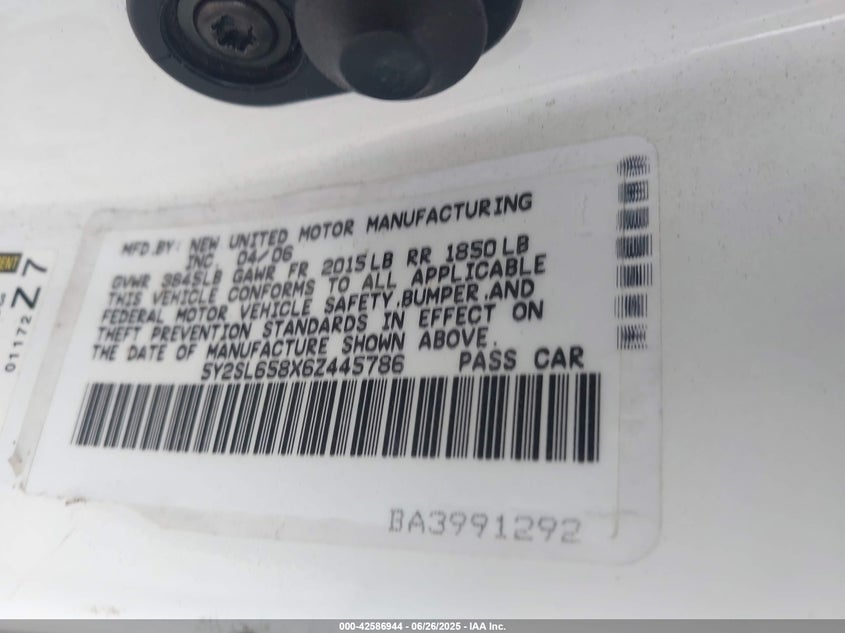 MFD.BY: NEW UNITED MOTOR MANUFACTURING
INC 04/06
GVWR 3845LB GAWR FR 2015LB RR 1850LB
THIS VEHICLE CONFORMS TO ALL APPLICABLE
FEDERAL MOTOR VEHICLE SAFETY,BUMPER,AND
THEFT PREVENTION STANDARDS IN EFFECT ON
THE DATE OF MANUFACTURE SHOWN ABOVE.
5Y2SL658X6Z445786 PASS CAR
BA3991292
01172
Z7
000-42586944 - 06/26/2025 - IAA Inc.